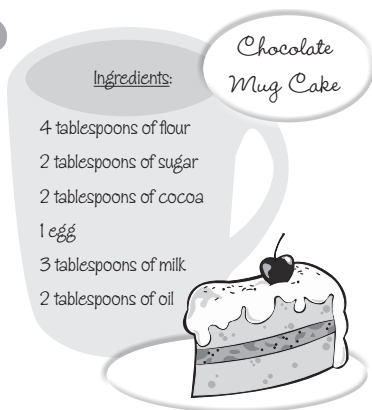 Chocolate
Mug Cake
Ingredients:
4 tablespoons of flour
2 tablespoons of sugar
2 tablespoons of cocoa
1 egg
3 tablespoons of milk
2 tablespoons of oil